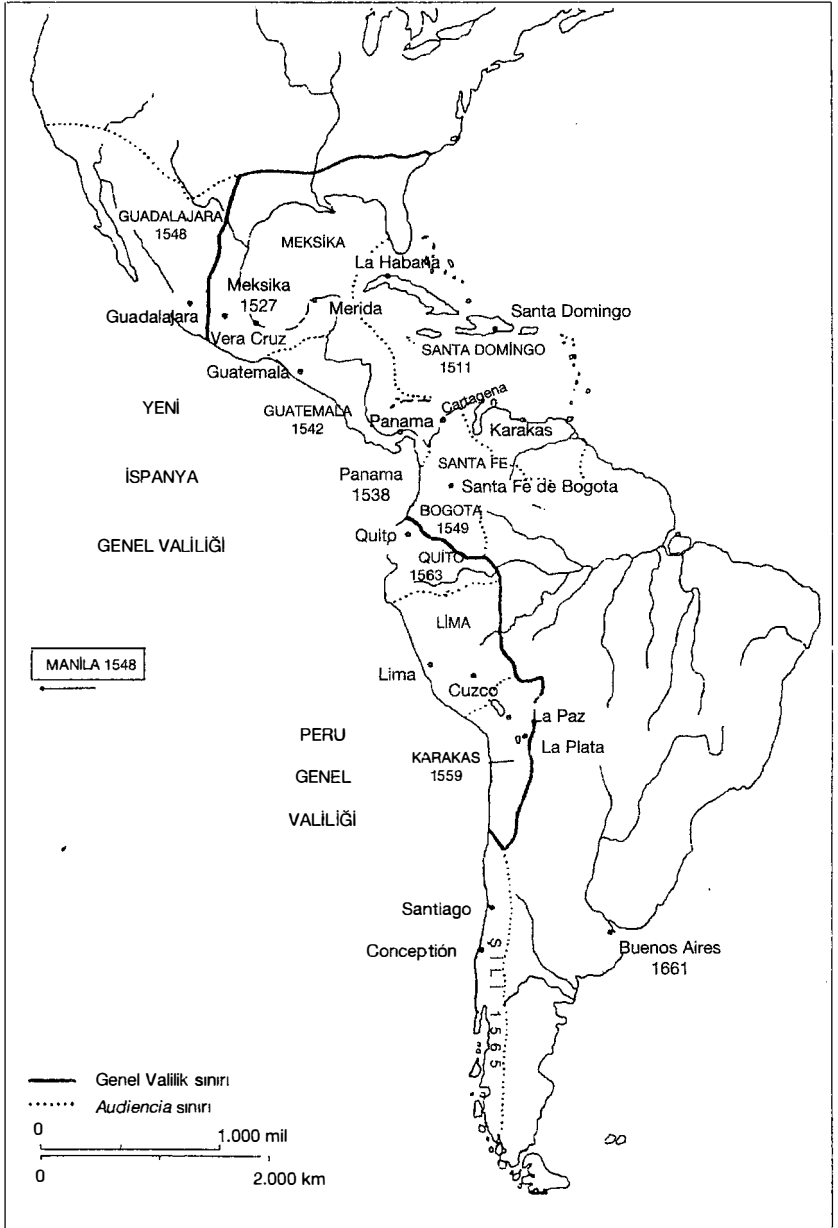 GUADALAJARA
1548
MEKSİKA
La Habana
Meksika
1527
Merida
Guadalajara
Vera Cruz
Santa Domingo
SANTA DOMİNGO
1511
Guatemala
YENİ
GUATEMALA
1542
Cartagena
Panama
Karakas
SANTA FE
İSPANYA
Panama
1538
Santa Fe de Bogota
BOGOTA
1549
GENEL VALİLİĞİ
Quito
QUİTO
1563
LİMA
MANİLA 1548
Lima
Cuzco
La Paz
PERU
La Plata
KARAKAS
1559
GENEL
VALİLİĞİ
Santiago
Conceptión
Buenos Aires
1661
ŞİLİ 1565
Genel Valilik sınırı
Audiencia sınırı
0 1.000 mil
0 2.000 km